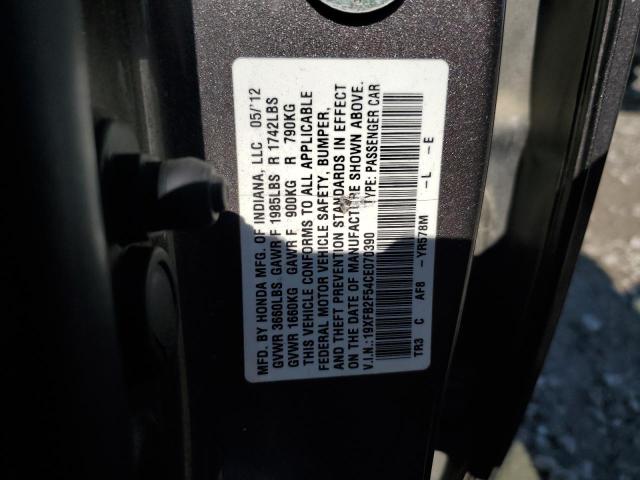 MFD. BY HONDA MFG. OF INDIANA, LLC 05/'12
GVWR 3660LBS GAWR F 1985LBS R 1742LBS
GVWR 1660KG GAWR F 900KG R 790KG
THIS VEHICLE CONFORMS TO ALL APPLICABLE
FEDERAL MOTOR VEHICLE SAFETY, BUMPER,
AND THEFT PREVENTION STANDARDS IN EFFECT
ON THE DATE OF MANUFACTURE SHOWN ABOVE.
V.I.N.: 19XFB2F54CE070390 TYPE: PASSENGER CAR
TR3 C AF8 -YR578M -L -E